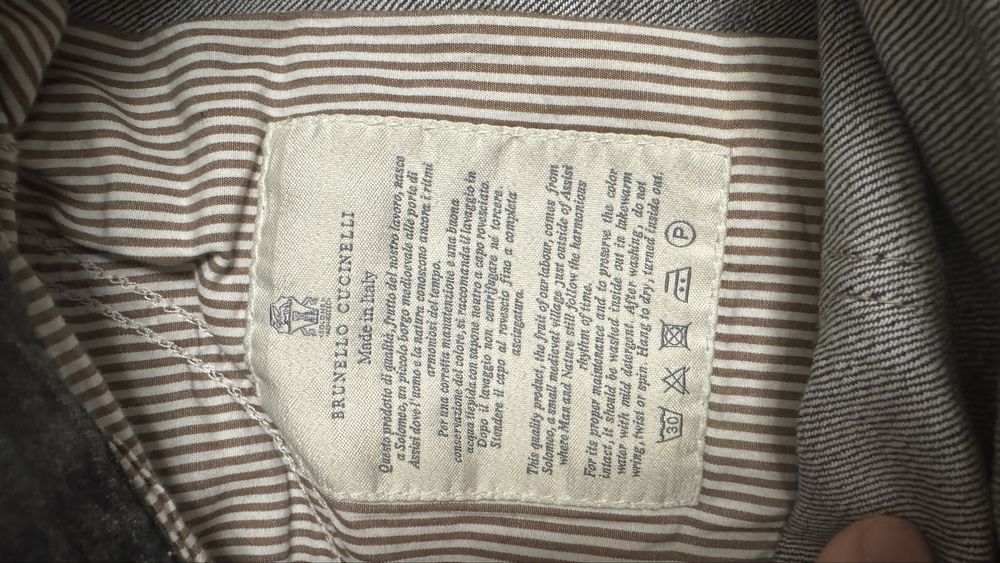 BRUNELLO CUCINELLI
Made in Italy
Questo prodotto di qualità, frutto del nostro lavoro, nasce
a Solomeo, un piccolo borgo medioevale alle porte di
Assisi dove l'uomo e la natura conoscono ancora i ritmi
armoniosi del tempo.
Per una corretta manutenzione e una buona
conservazione del colore, si raccomanda il lavaggio in
acqua tiepida con sapone neutro a capo rovesciato.
Dopo il lavaggio non centrifugare né torcere.
Stendere il capo al rovescio fino a completa
asciugatura.
This quality product, the fruit of our labour, comes from
Solomeo, a small medieval village just outside of Assisi
where Man and Nature still follow the harmonious
rhythm of time.
For its proper maintenance and to preserve the color
intact, it should be washed inside out in lukewarm
water with mild detergent. After washing, do not
wring, twist or spin. Hang to dry, turned inside out.
30 P